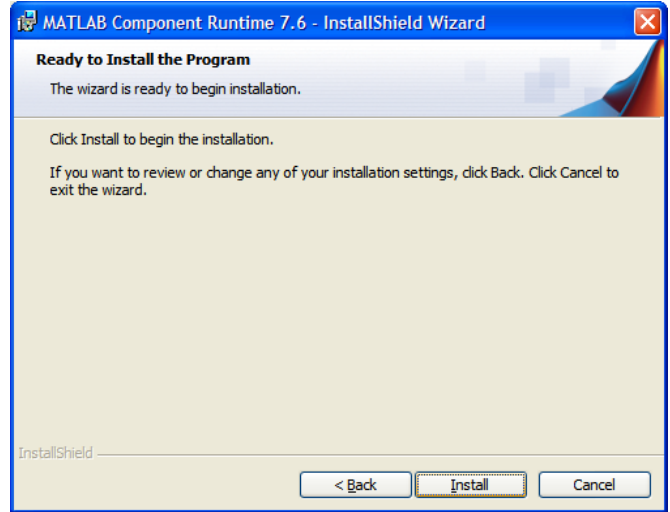 MATLAB Component Runtime 7.6 - InstallShield Wizard
Ready to Install the Program
The wizard is ready to begin installation.
Click Install to begin the installation.
If you want to review or change any of your installation settings, click Back. Click Cancel to
exit the wizard.
InstallShield
< Back Install Cancel